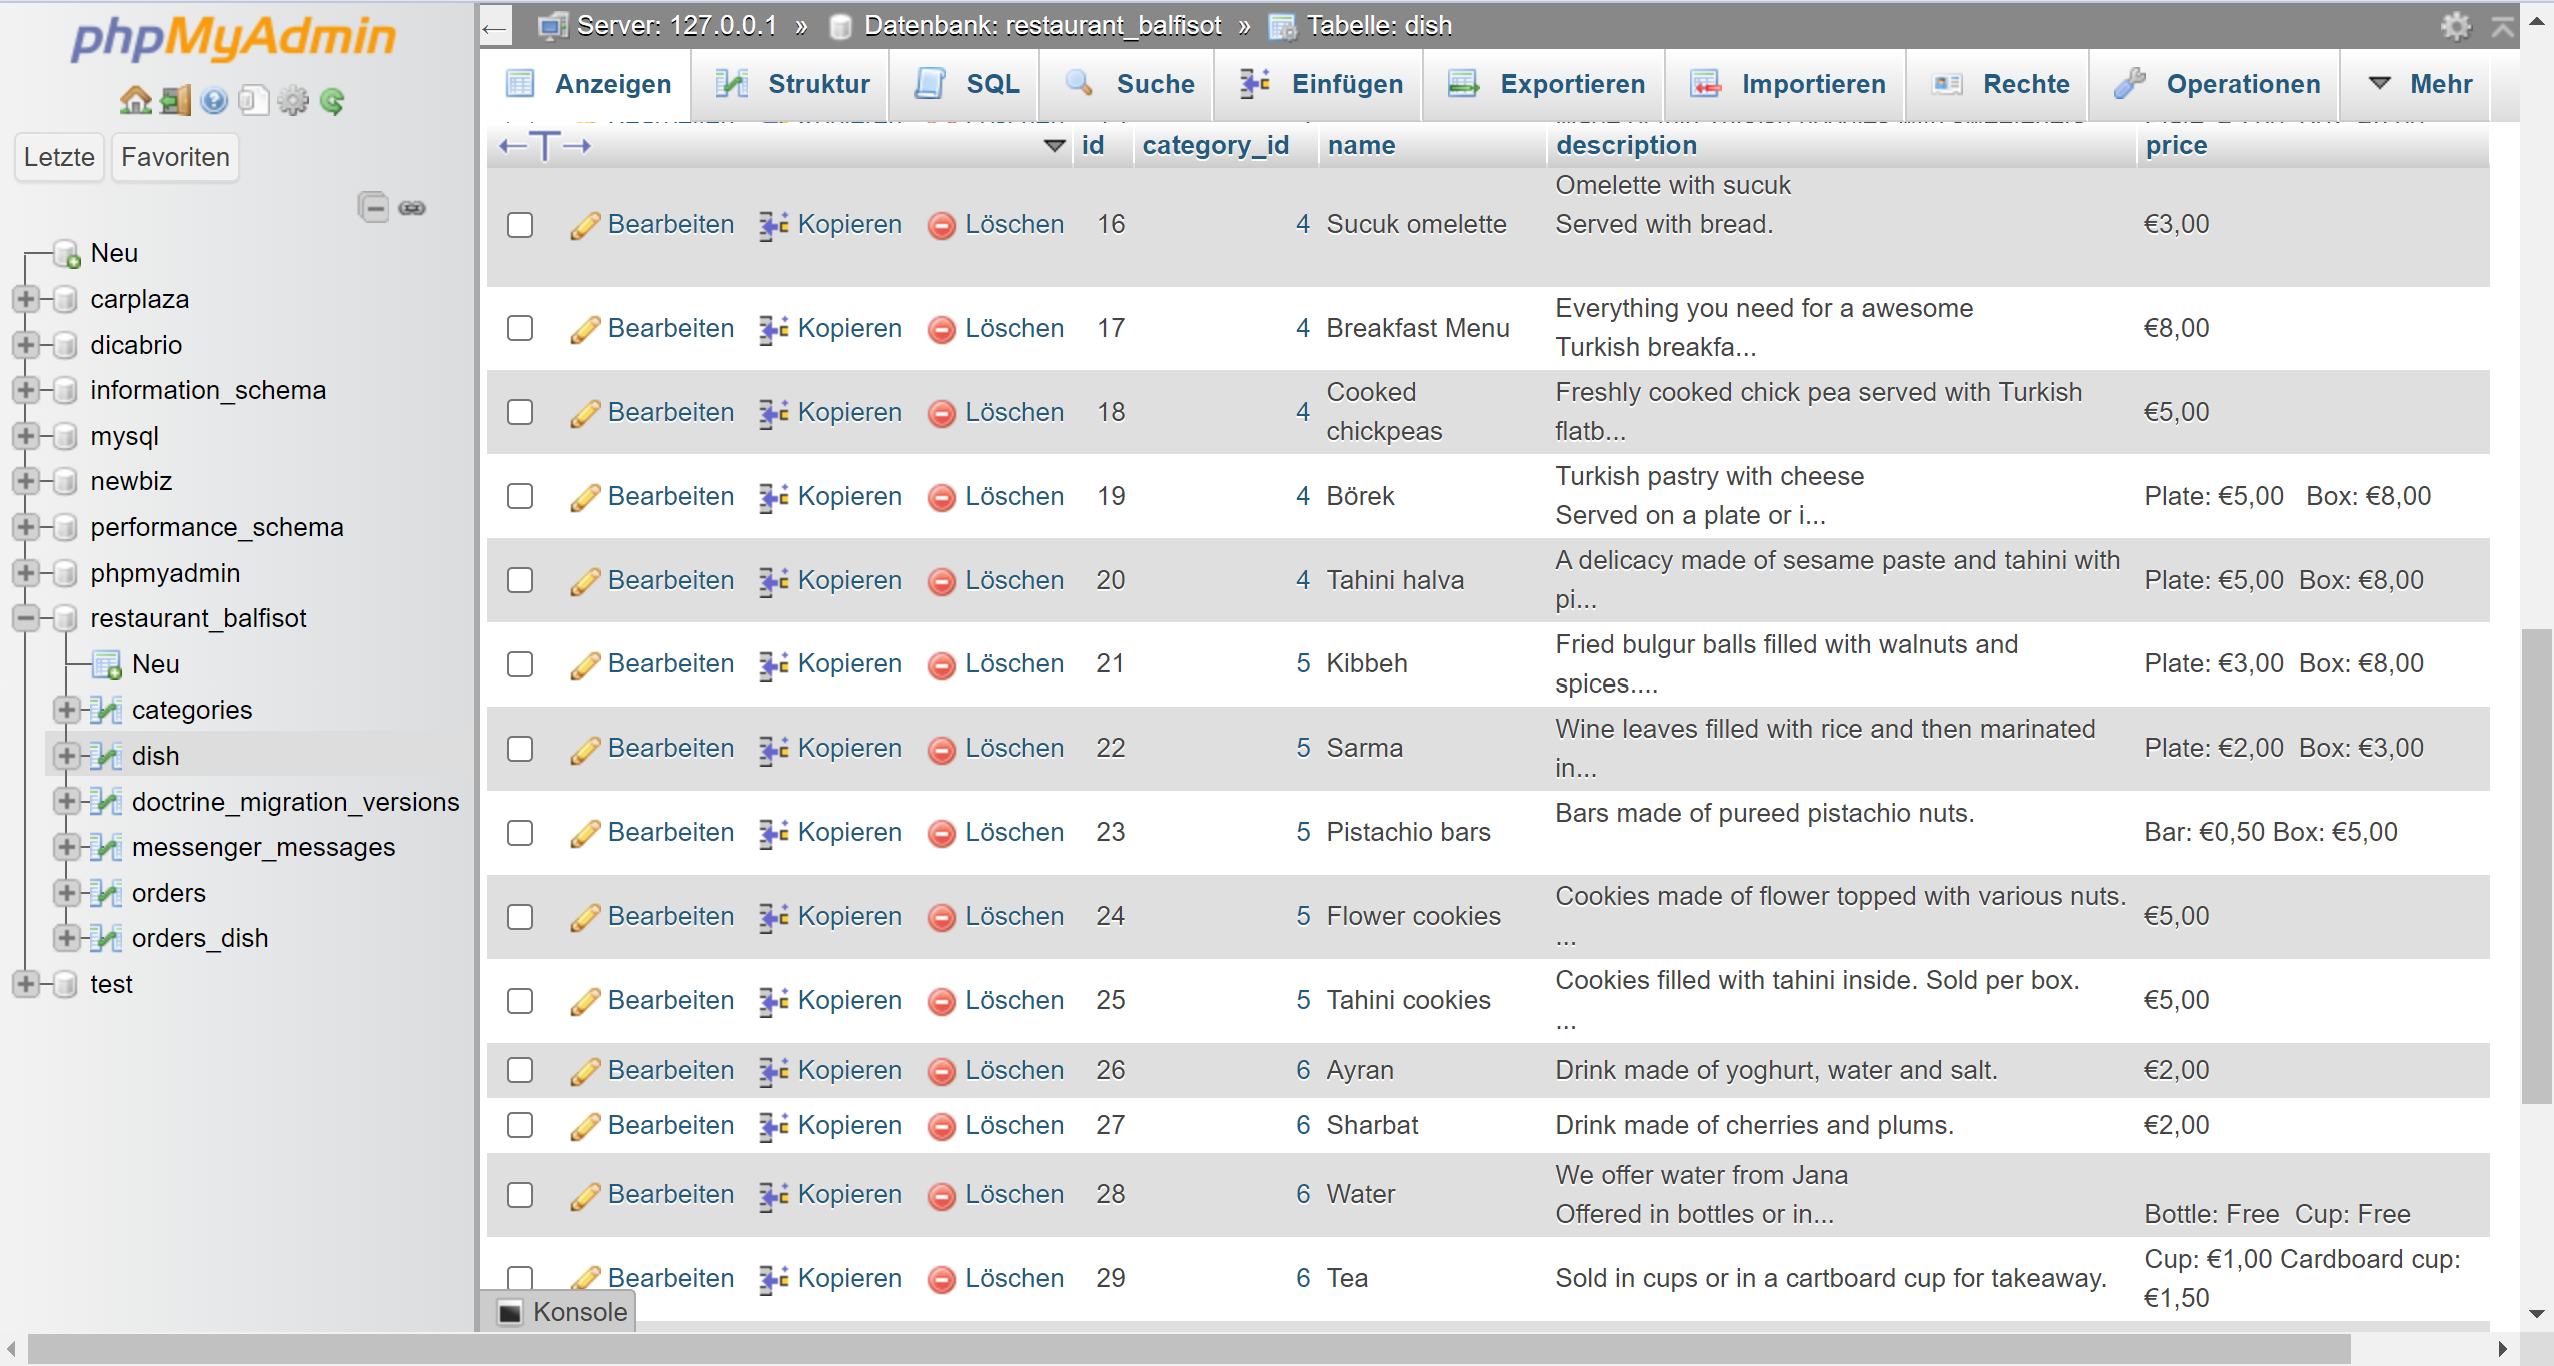 phpMyAdmin
Letzte Favoriten
Neu
carplaza
dicabrio
information_schema
mysql
newbiz
performance_schema
phpmyadmin
restaurant_balfisot
Neu
categories
dish
doctrine_migration_versions
messenger_messages
orders
orders_dish
test
← Server: 127.0.0.1 » Datenbank: restaurant_balfisot » Tabelle: dish
Anzeigen Struktur SQL Suche Einfügen Exportieren Importieren Rechte Operationen Mehr
←T→ id category_id name description price
Omelette with sucuk
Bearbeiten Kopieren Löschen 16 4 Sucuk omelette Served with bread. €3,00
Everything you need for a awesome
Bearbeiten Kopieren Löschen 17 4 Breakfast Menu Turkish breakfa... €8,00
Cooked Freshly cooked chick pea served with Turkish
Bearbeiten Kopieren Löschen 18 4 chickpeas flatb... €5,00
Turkish pastry with cheese
Bearbeiten Kopieren Löschen 19 4 Börek Served on a plate or i... Plate: €5,00 Box: €8,00
A delicacy made of sesame paste and tahini with
Bearbeiten Kopieren Löschen 20 4 Tahini halva pi... Plate: €5,00 Box: €8,00
Fried bulgur balls filled with walnuts and
Bearbeiten Kopieren Löschen 21 5 Kibbeh spices.... Plate: €3,00 Box: €8,00
Wine leaves filled with rice and then marinated
Bearbeiten Kopieren Löschen 22 5 Sarma in... Plate: €2,00 Box: €3,00
Bars made of pureed pistachio nuts.
Bearbeiten Kopieren Löschen 23 5 Pistachio bars Bar: €0,50 Box: €5,00
Cookies made of flower topped with various nuts.
Bearbeiten Kopieren Löschen 24 5 Flower cookies ... €5,00
Cookies filled with tahini inside. Sold per box.
Bearbeiten Kopieren Löschen 25 5 Tahini cookies ... €5,00
Bearbeiten Kopieren Löschen 26 6 Ayran Drink made of yoghurt, water and salt. €2,00
Bearbeiten Kopieren Löschen 27 6 Sharbat Drink made of cherries and plums. €2,00
We offer water from Jana
Bearbeiten Kopieren Löschen 28 6 Water Offered in bottles or in... Bottle: Free Cup: Free
Cup: €1,00 Cardboard cup:
Bearbeiten Kopieren Löschen 29 6 Tea Sold in cups or in a cartboard cup for takeaway. €1,50
Konsole